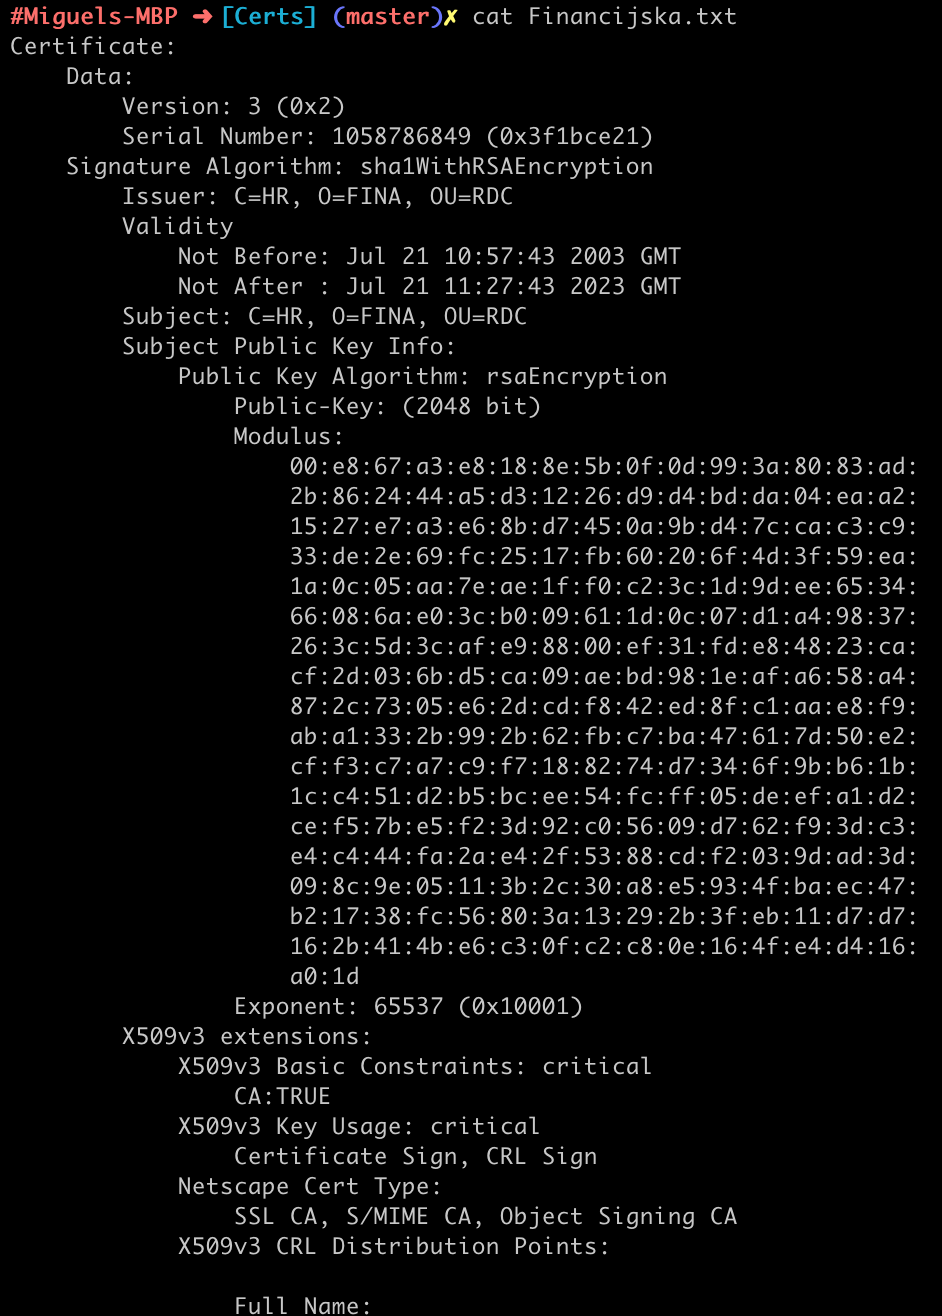 #Miguels-MBP ➜ [Certs] (master)✗ cat Financijska.txt
Certificate:
    Data:
        Version: 3 (0x2)
        Serial Number: 1058786849 (0x3f1bce21)
    Signature Algorithm: sha1WithRSAEncryption
        Issuer: C=HR, O=FINA, OU=RDC
        Validity
            Not Before: Jul 21 10:57:43 2003 GMT
            Not After : Jul 21 11:27:43 2023 GMT
        Subject: C=HR, O=FINA, OU=RDC
        Subject Public Key Info:
            Public Key Algorithm: rsaEncryption
                Public-Key: (2048 bit)
                Modulus:
                    00:e8:67:a3:e8:18:8e:5b:0f:0d:99:3a:80:83:ad:
                    2b:86:24:44:a5:d3:12:26:d9:d4:bd:da:04:ea:a2:
                    15:27:e7:a3:e6:8b:d7:45:0a:9b:d4:7c:ca:c3:c9:
                    33:de:2e:69:fc:25:17:fb:60:20:6f:4d:3f:59:ea:
                    1a:0c:05:aa:7e:ae:1f:f0:c2:3c:1d:9d:ee:65:34:
                    66:08:6a:e0:3c:b0:09:61:1d:0c:07:d1:a4:98:37:
                    26:3c:5d:3c:af:e9:88:00:ef:31:fd:e8:48:23:ca:
                    cf:2d:03:6b:d5:ca:09:ae:bd:98:1e:af:a6:58:a4:
                    87:2c:73:05:e6:2d:cd:f8:42:ed:8f:c1:aa:e8:f9:
                    ab:a1:33:2b:99:2b:62:fb:c7:ba:47:61:7d:50:e2:
                    cf:f3:c7:a7:c9:f7:18:82:74:d7:34:6f:9b:b6:1b:
                    1c:c4:51:d2:b5:bc:ee:54:fc:ff:05:de:ef:a1:d2:
                    ce:f5:7b:e5:f2:3d:92:c0:56:09:d7:62:f9:3d:c3:
                    e4:c4:44:fa:2a:e4:2f:53:88:cd:f2:03:9d:ad:3d:
                    09:8c:9e:05:11:3b:2c:30:a8:e5:93:4f:ba:ec:47:
                    b2:17:38:fc:56:80:3a:13:29:2b:3f:eb:11:d7:d7:
                    16:2b:41:4b:e6:c3:0f:c2:c8:0e:16:4f:e4:d4:16:
                    a0:1d
                Exponent: 65537 (0x10001)
        X509v3 extensions:
            X509v3 Basic Constraints: critical
                CA:TRUE
            X509v3 Key Usage: critical
                Certificate Sign, CRL Sign
            Netscape Cert Type:
                SSL CA, S/MIME CA, Object Signing CA
            X509v3 CRL Distribution Points:
                Full Name: